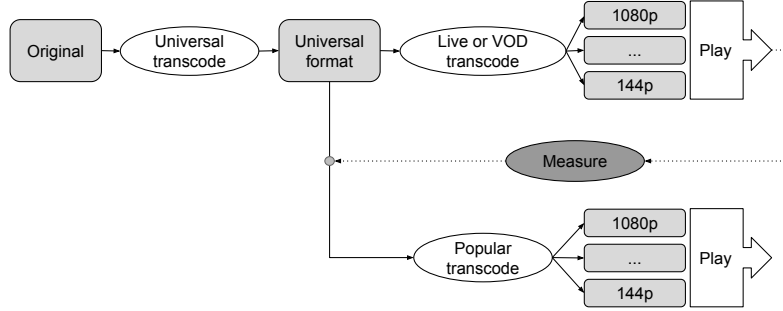 Original
Universal
transcode
Universal
format
Live or VOD
transcode
1080p
...
144p
Play
Measure
Popular
transcode
1080p
...
144p
Play